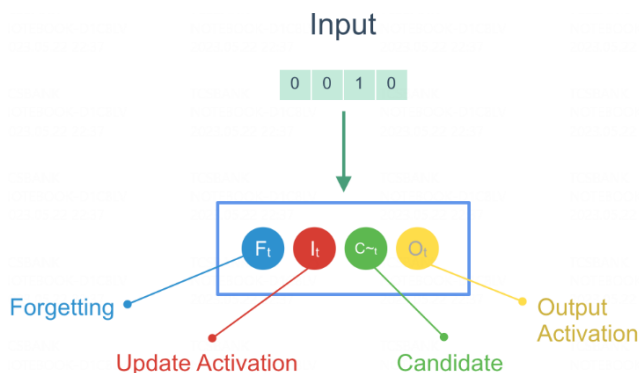 Input
0 0 1 0
Ft It C~t Ot
Forgetting
Output
Activation
Update Activation
Candidate